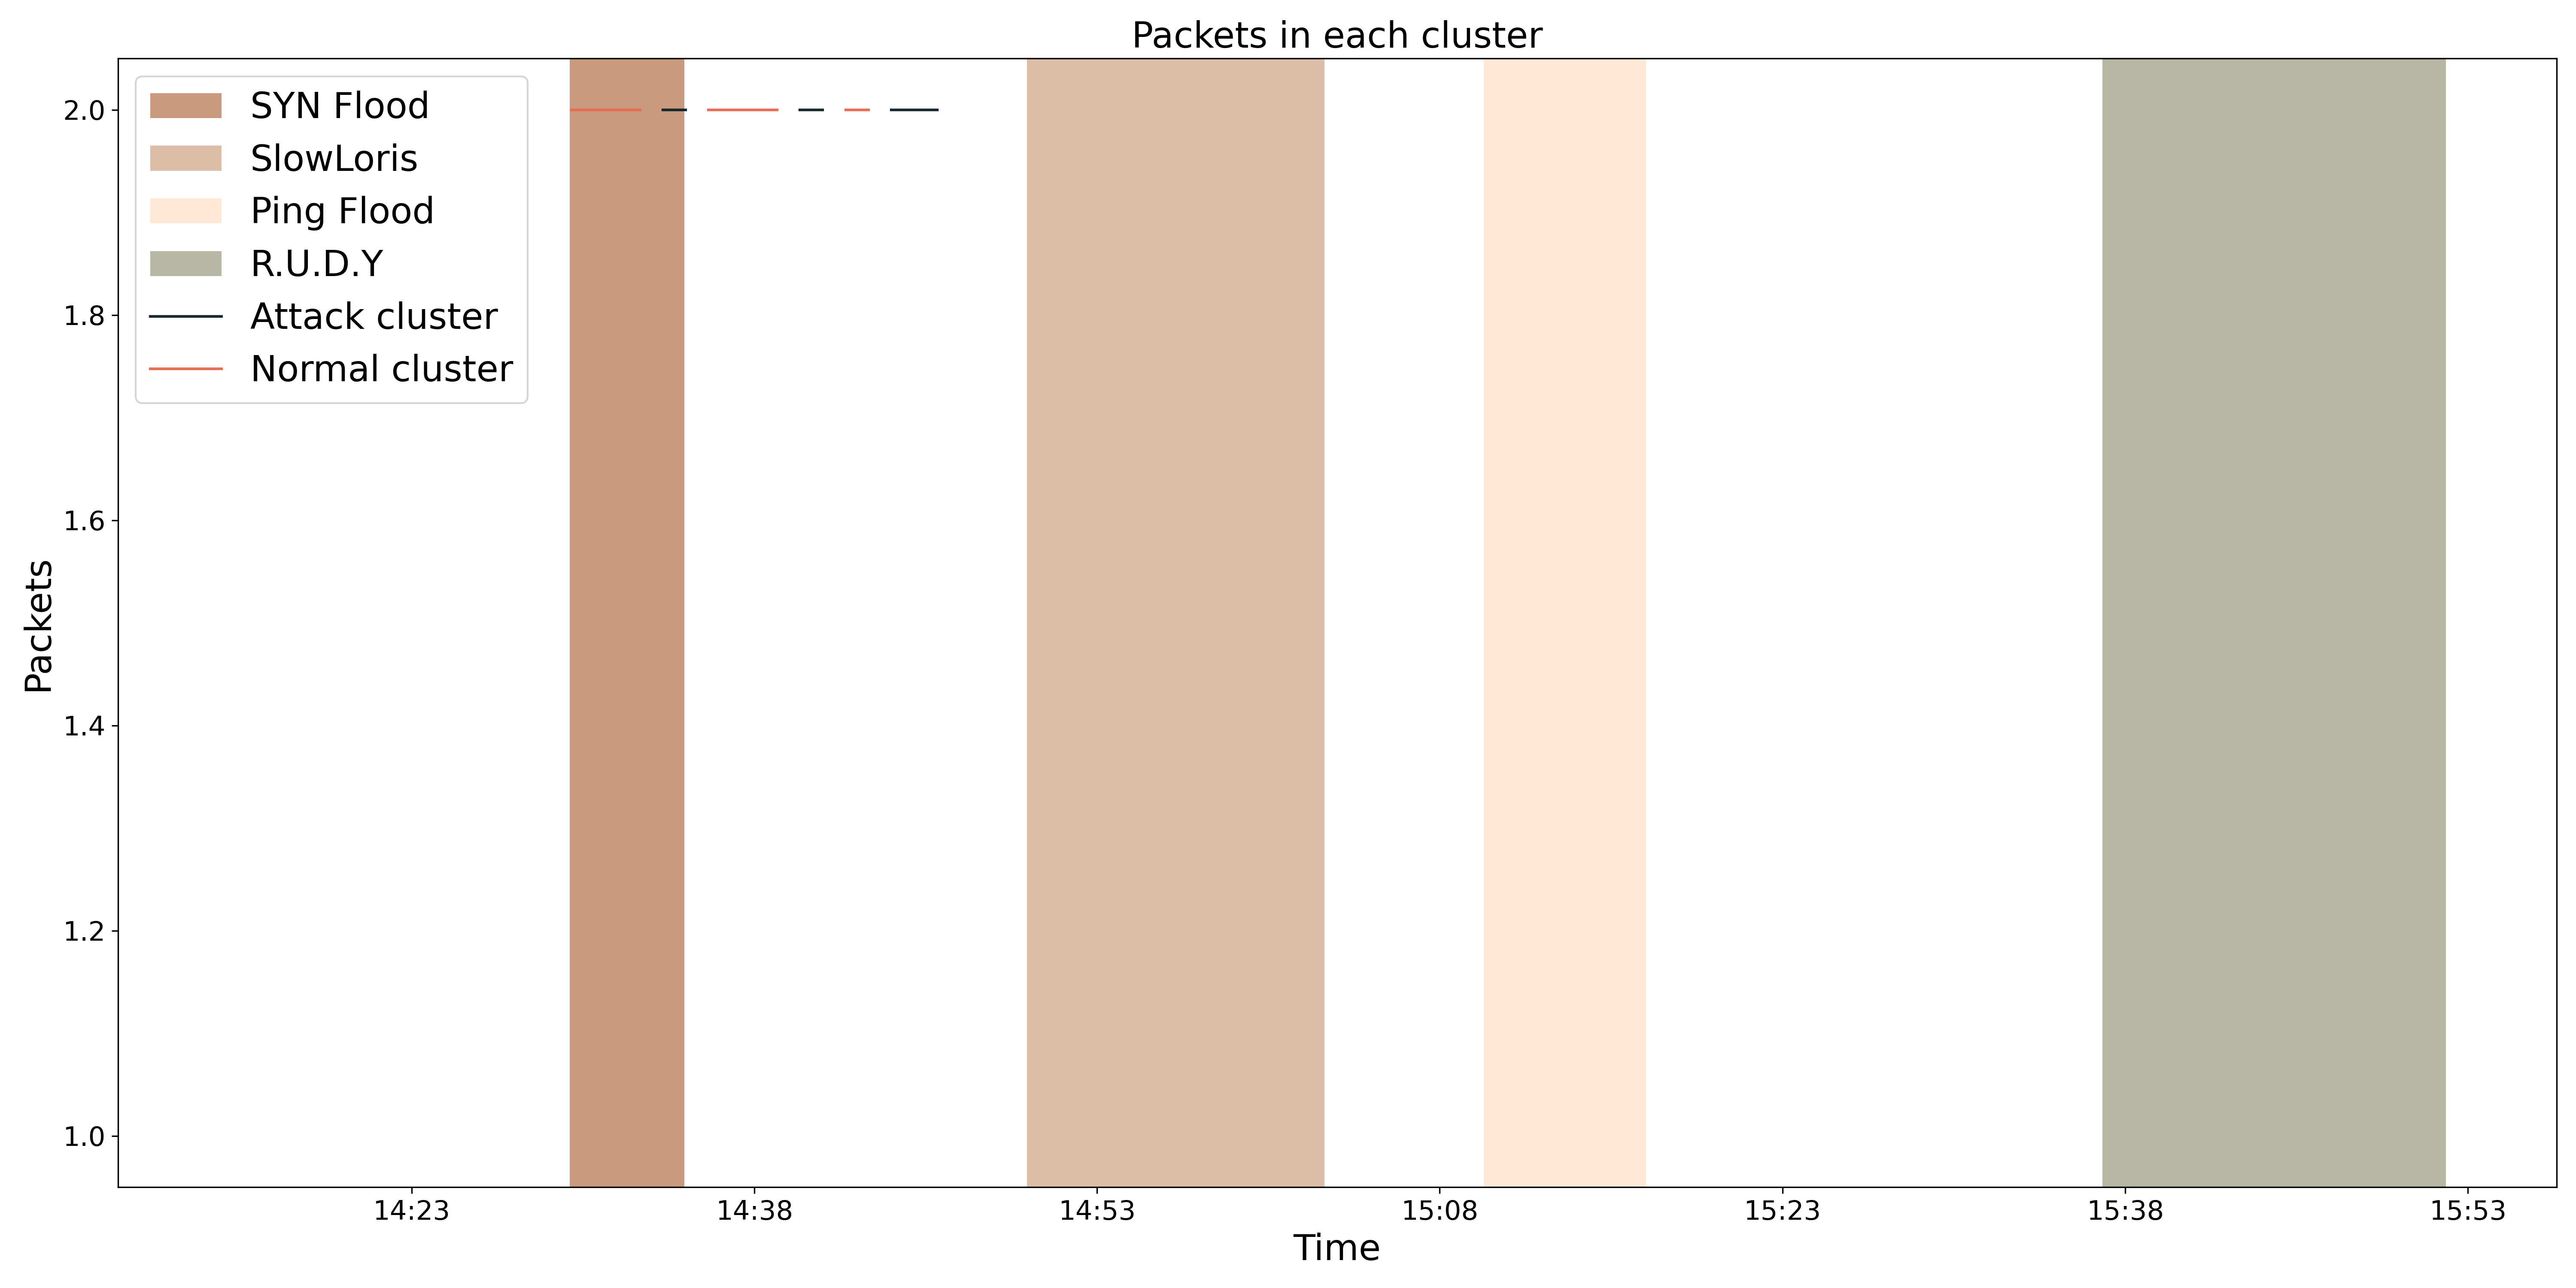 Packets in each cluster
SYN Flood
SlowLoris
Ping Flood
R.U.D.Y
Attack cluster
Normal cluster
2.0
1.8
1.6
1.4
1.2
1.0
Packets
14:23 14:38 14:53 15:08 15:23 15:38 15:53
Time